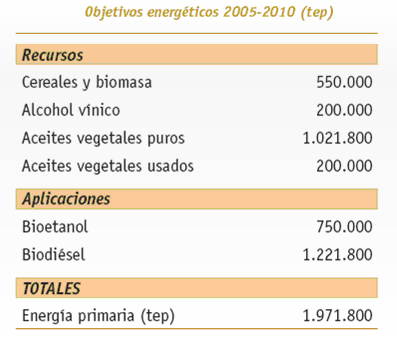 Objetivos energéticos 2005-2010 (tep)
Recursos
Cereales y biomasa 550.000
Alcohol vínico 200.000
Aceites vegetales puros 1.021.800
Aceites vegetales usados 200.000
Aplicaciones
Bioetanol 750.000
Biodiésel 1.221.800
TOTALES
Energía primaria (tep) 1.971.800